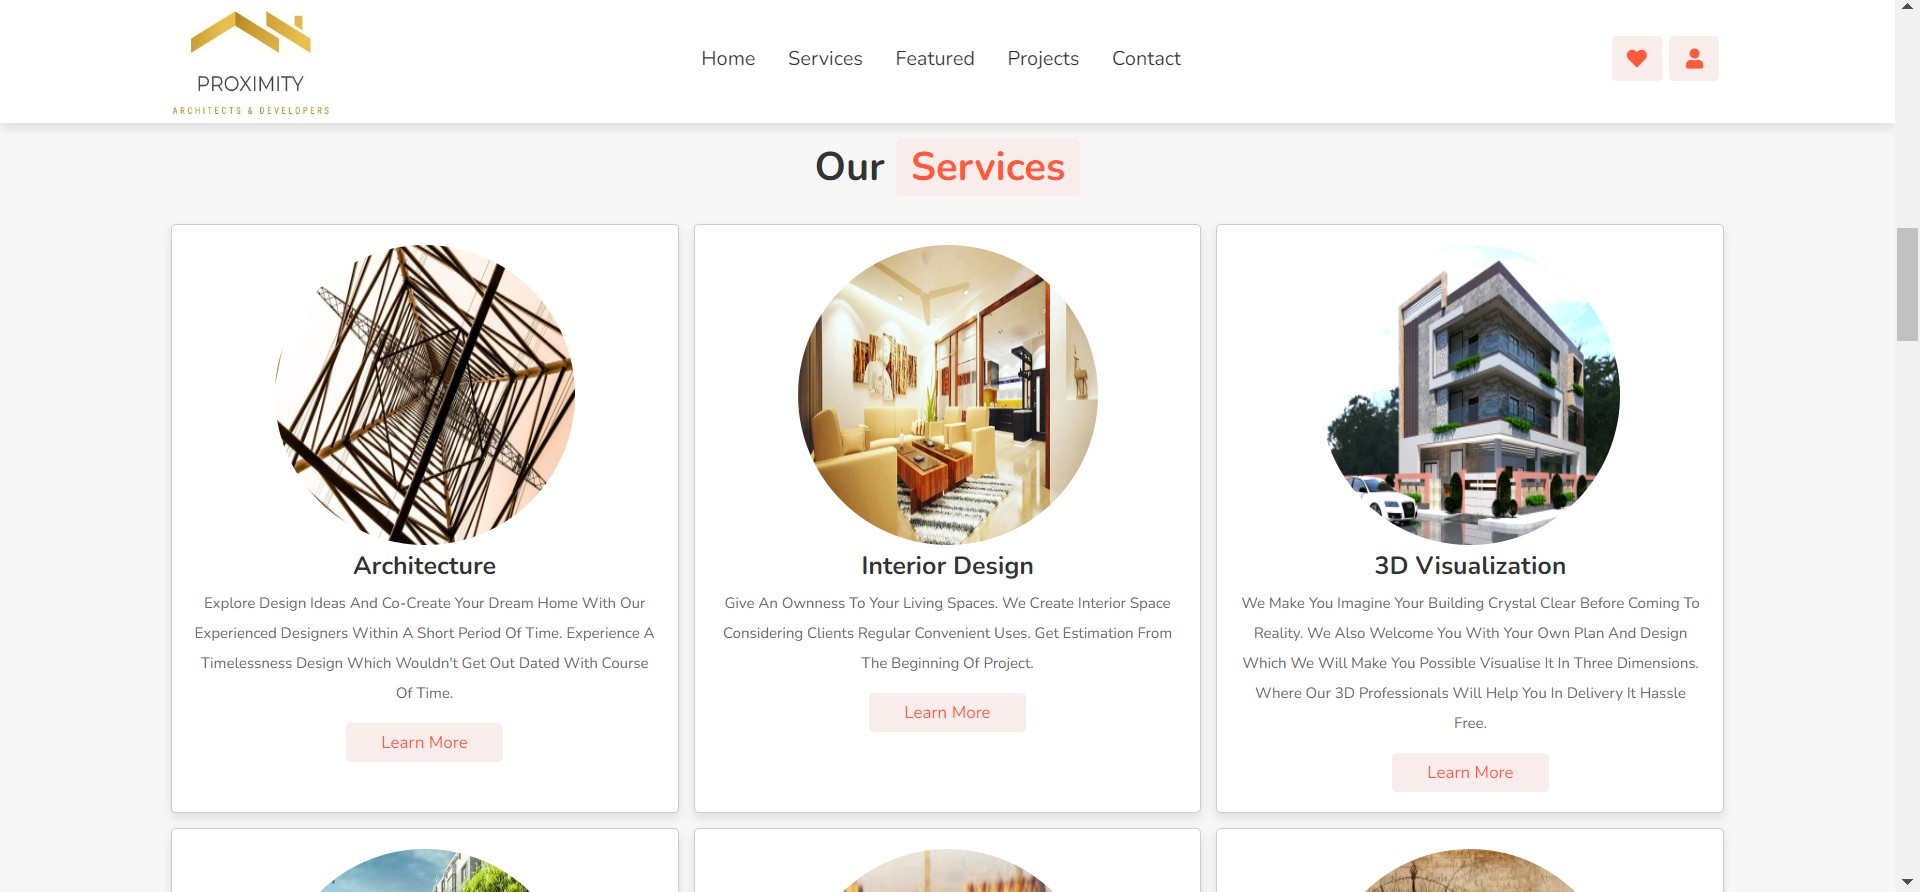 PROXIMITY
ARCHITECTS & DEVELOPERS
Home Services Featured Projects Contact
Our Services
Architecture
Explore Design Ideas And Co-Create Your Dream Home With Our
Experienced Designers Within A Short Period Of Time. Experience A
Timelessness Design Which Wouldn't Get Out Dated With Course
Of Time.
Learn More
Interior Design
Give An Ownness To Your Living Spaces. We Create Interior Space
Considering Clients Regular Convenient Uses. Get Estimation From
The Beginning Of Project.
Learn More
3D Visualization
We Make You Imagine Your Building Crystal Clear Before Coming To
Reality. We Also Welcome You With Your Own Plan And Design
Which We Will Make You Possible Visualise It In Three Dimensions.
Where Our 3D Professionals Will Help You In Delivery It Hassle
Free.
Learn More